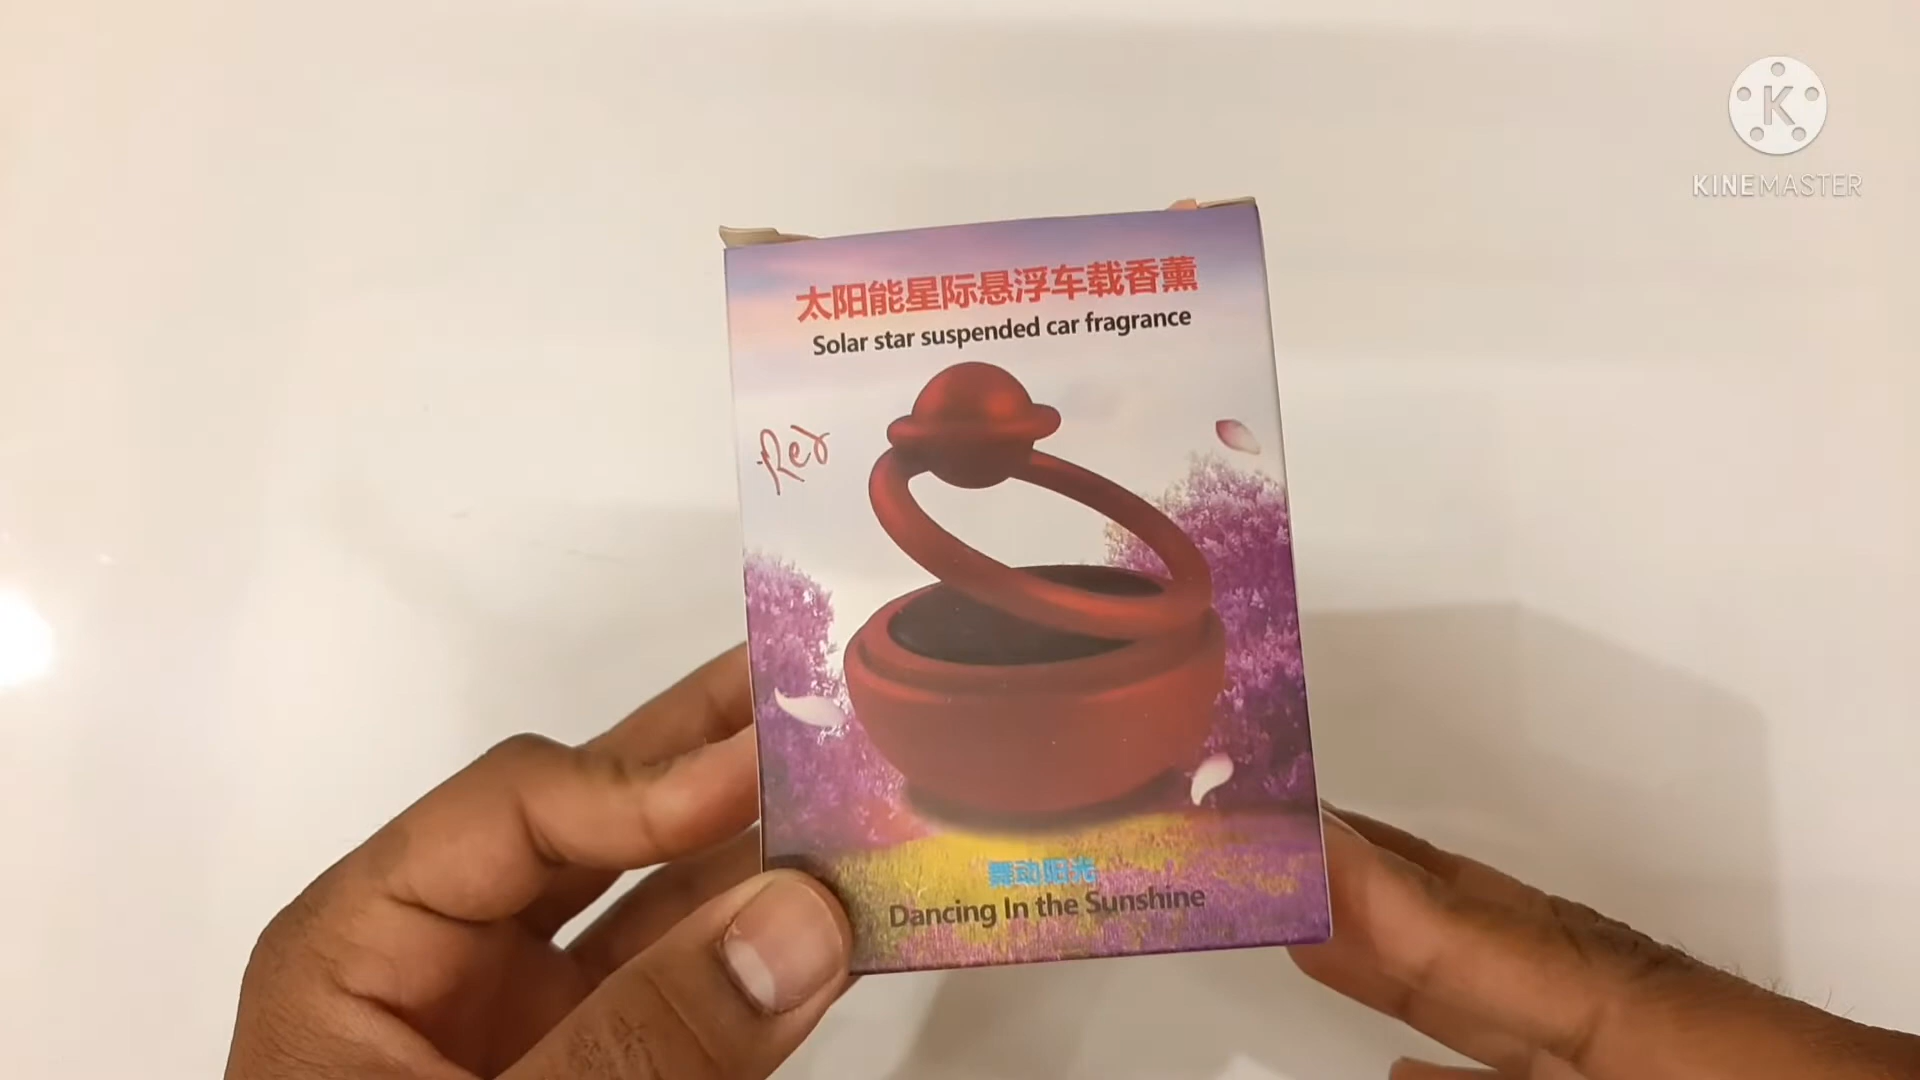 K
KINEMASTER
太阳能星际悬浮车载香薰
Solar star suspended car fragrance
Red
舞动阳光
Dancing In the Sunshine